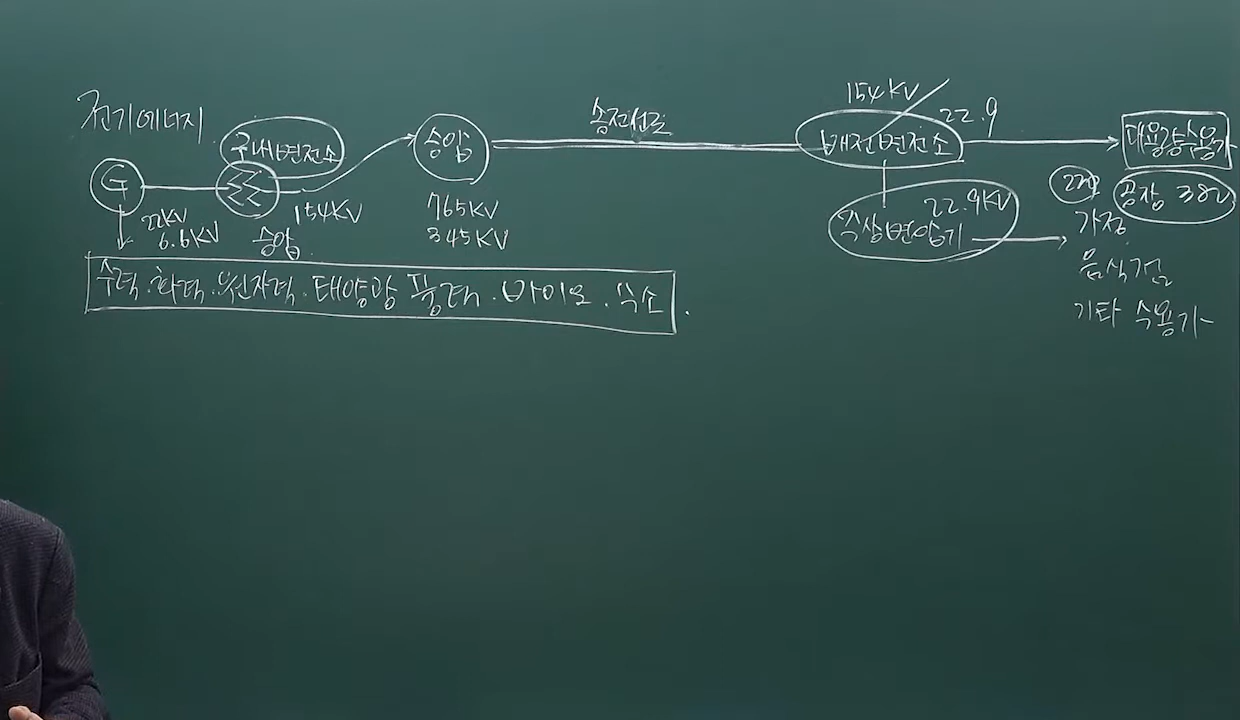 전기에너지
구내변전소
G
22KV
6.6KV
승압
154KV
승압
765KV
345KV
송전선로
154KV
배전변전소
22.9
대용량수용가
22.9KV
주상변압기
220
공장 380
가정
음식점
기타 수용가
수력.화력.원자력.태양광 풍력.바이오.